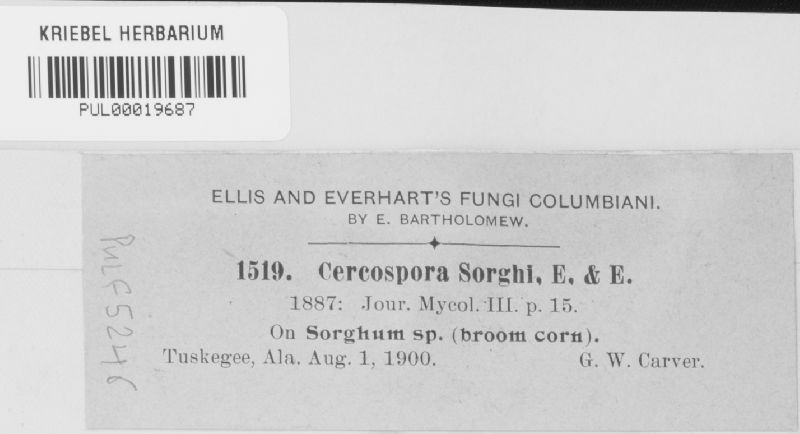 KRIEBEL HERBARIUM
PUL00019687
ELLIS AND EVERHART'S FUNGI COLUMBIANI.
BY E. BARTHOLOMEW.
1519. Cercospora Sorghi, E. & E.
1887: Jour. Mycol. III. p. 15.
On Sorghum sp. (broom corn).
Tuskegee, Ala. Aug. 1, 1900. G. W. Carver.
PULF5246